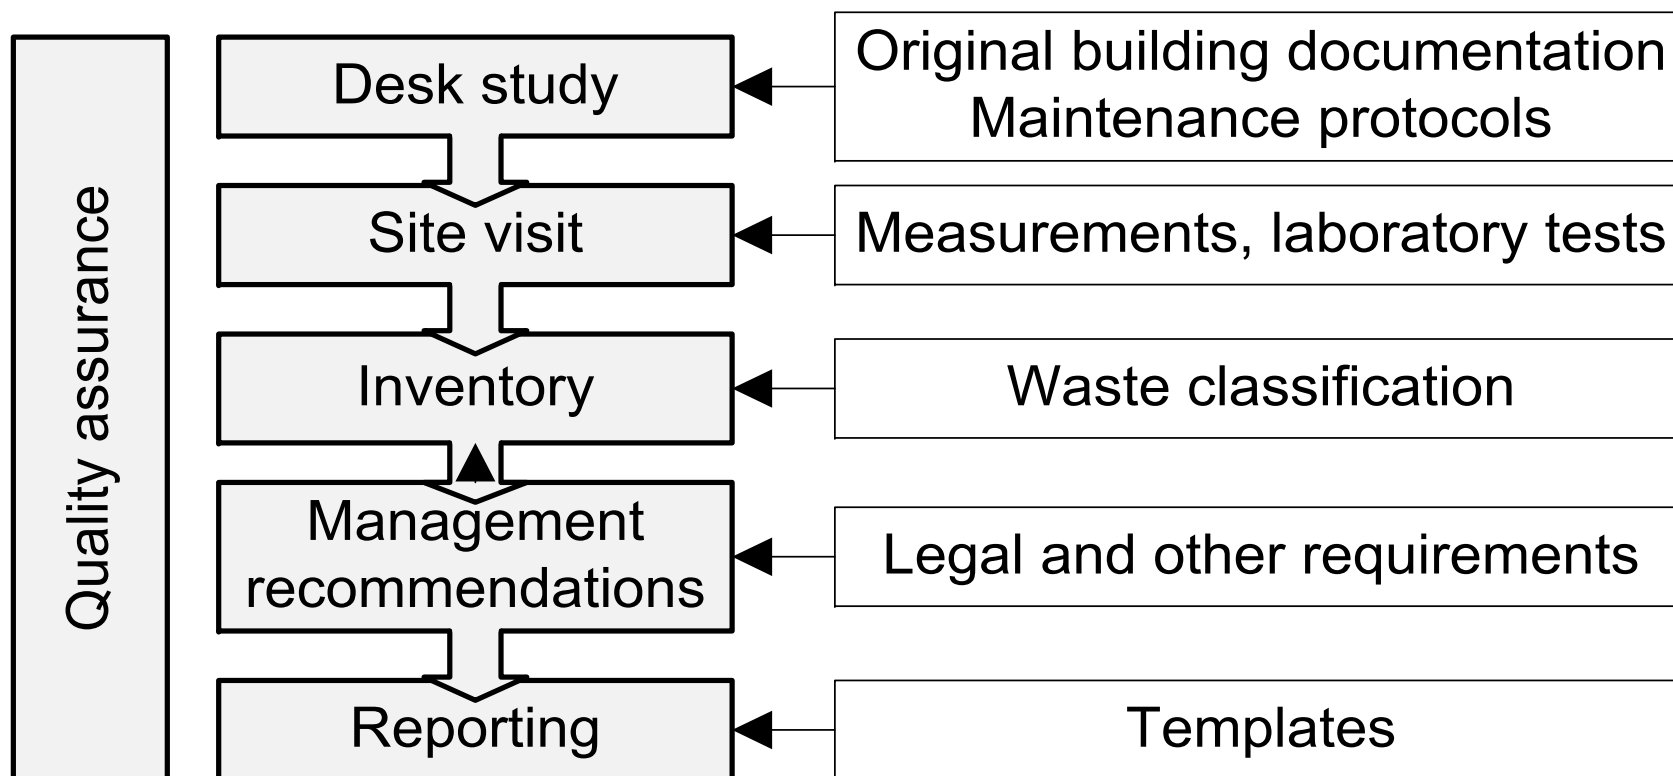 Quality assurance
Desk study
Original building documentation
Maintenance protocols
Site visit
Measurements, laboratory tests
Inventory
Waste classification
Management
recommendations
Legal and other requirements
Reporting
Templates